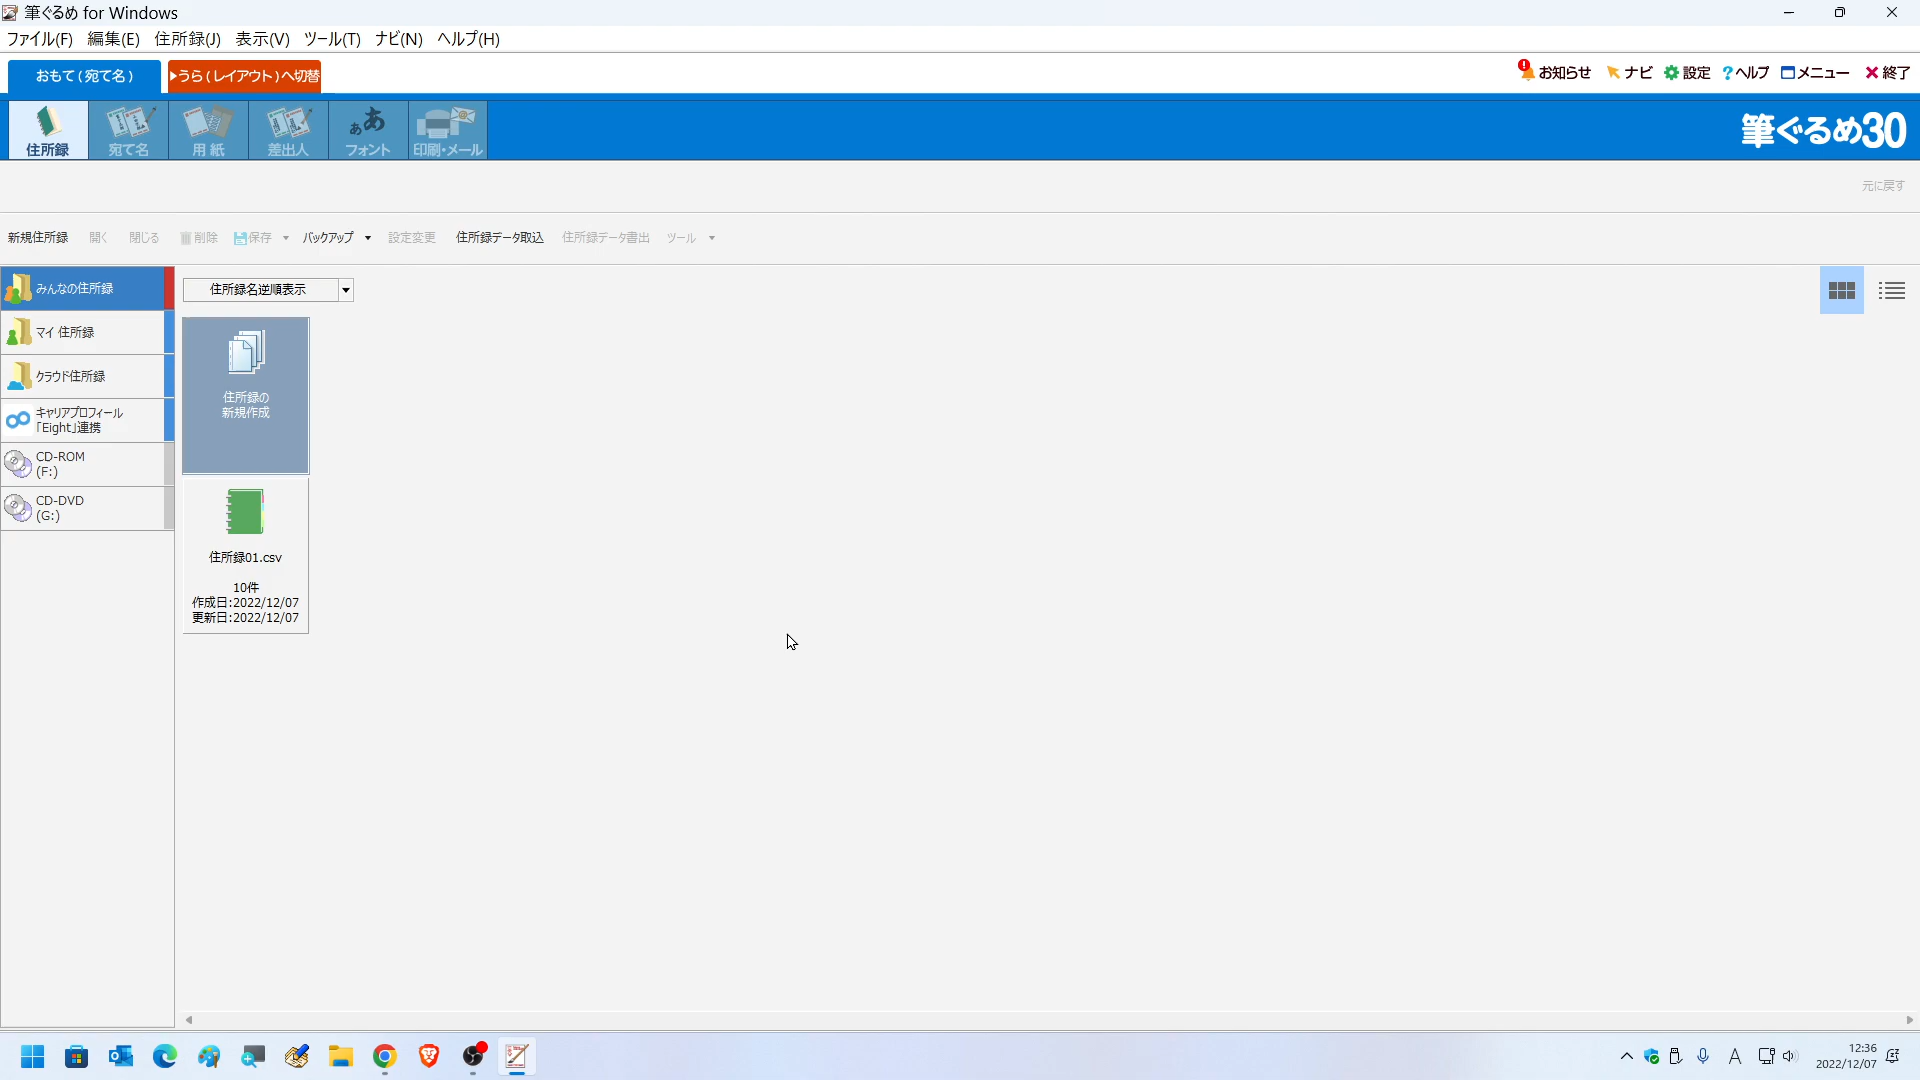 筆ぐるめ for Windows
ファイル(F) 編集(E) 住所録(J) 表示(V) ツール(T) ナビ(N) ヘルプ(H)
おもて(宛て名) ▶うら(レイアウト)へ切替 お知らせ ナビ 設定 ?ヘルプ メニュー 終了
住所録 宛て名 用紙 差出人 フォント 印刷・メール 筆ぐるめ30
元に戻す
新規住所録 開く 閉じる 削除 保存 バックアップ 設定変更 住所録データ取込 住所録データ書出 ツール
みんなの住所録
マイ 住所録
クラウド住所録
キャリアプロフィール
「Eight」連携
CD-ROM
(F:)
CD-DVD
(G:)
住所録名逆順表示
住所録の
新規作成
住所録01.csv
10件
作成日:2022/12/07
更新日:2022/12/07
A
12:36
2022/12/07